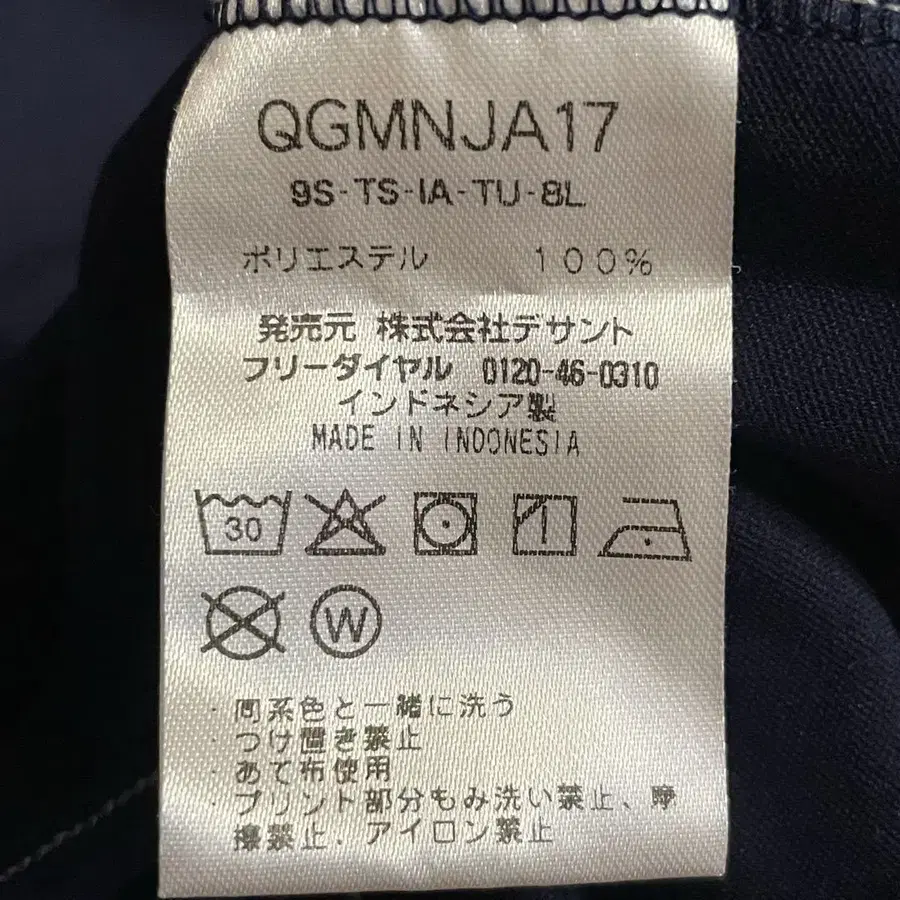 QGMNJA17
9S-TS-IA-TU-8L
ポリエステル 100%
発売元 株式会社デサント
フリーダイヤル 0120-46-0310
インドネシア製
MADE IN INDONESIA
30
W
・同系色と一緒に洗う
・つけ置き禁止
・あて布使用
・プリント部分もみ洗い禁止、摩
擦禁止、アイロン禁止